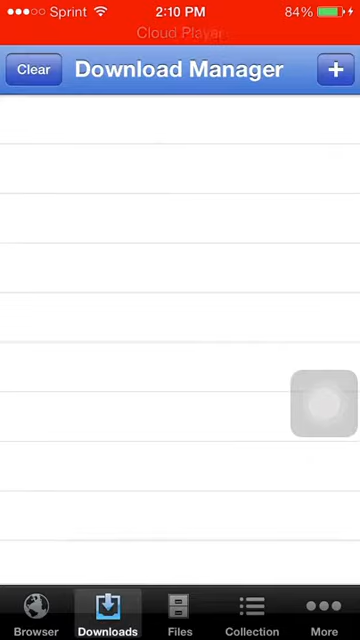 Sprint 2:10 PM 84%
Cloud Player
Clear Download Manager +
Browser Downloads Files Collection More